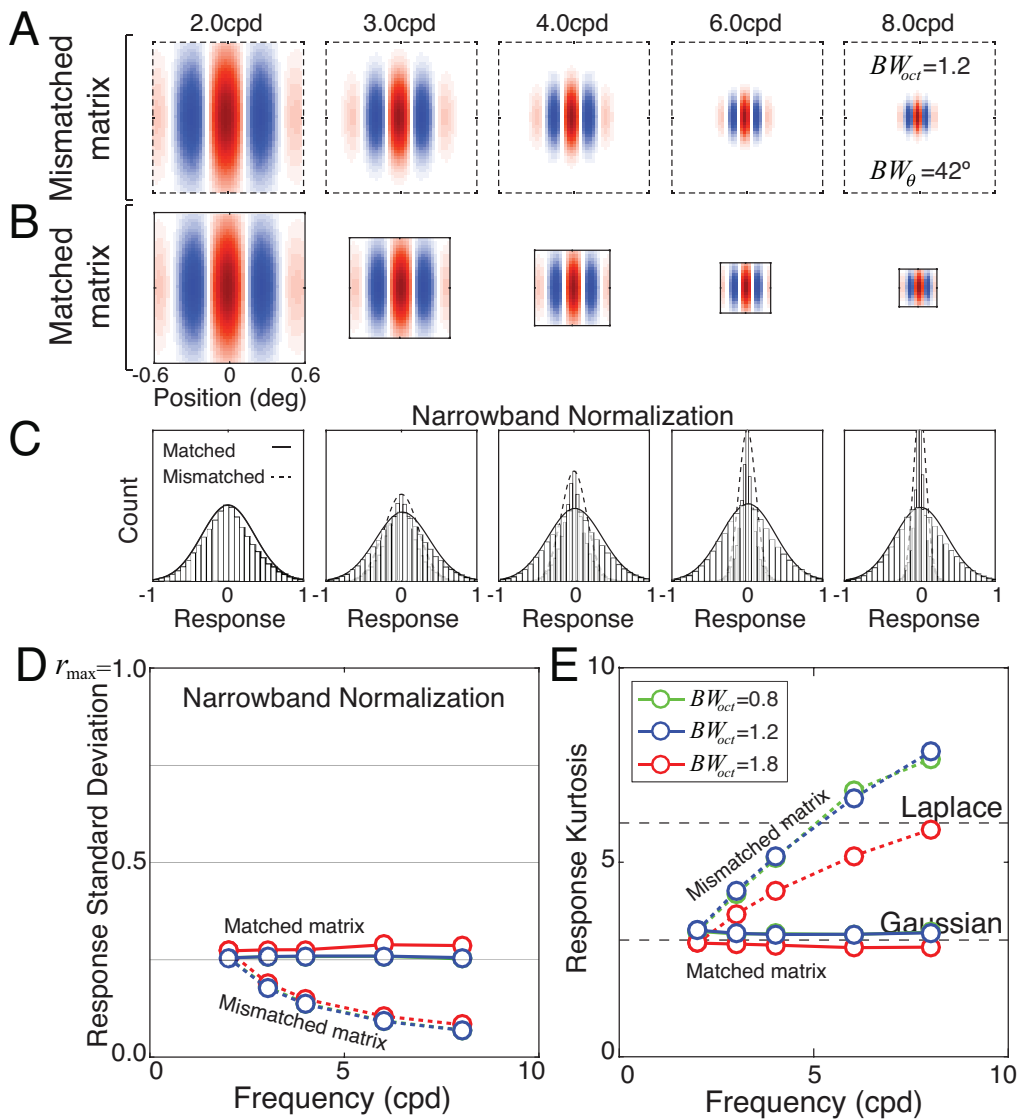 A
2.0cpd 3.0cpd 4.0cpd 6.0cpd 8.0cpd
Mismatched
matrix
BWoct=1.2
BWθ=42º
B
Matched
matrix
-0.6 0 0.6
Position (deg)
Narrowband Normalization
C
Matched
Mismatched
Count
-1 0 1 -1 0 1 -1 0 1 -1 0 1 -1 0 1
Response Response Response Response Response
D
rmax=1.0
Narrowband Normalization
Response Standard Deviation
0.5
Matched matrix
Mismatched matrix
0.0
5 10
Frequency (cpd)
E
10
BWoct=0.8
BWoct=1.2
BWoct=1.8
Response Kurtosis
Mismatched matrix
Laplace
5
Gaussian
Matched matrix
0
0 5 10
Frequency (cpd)